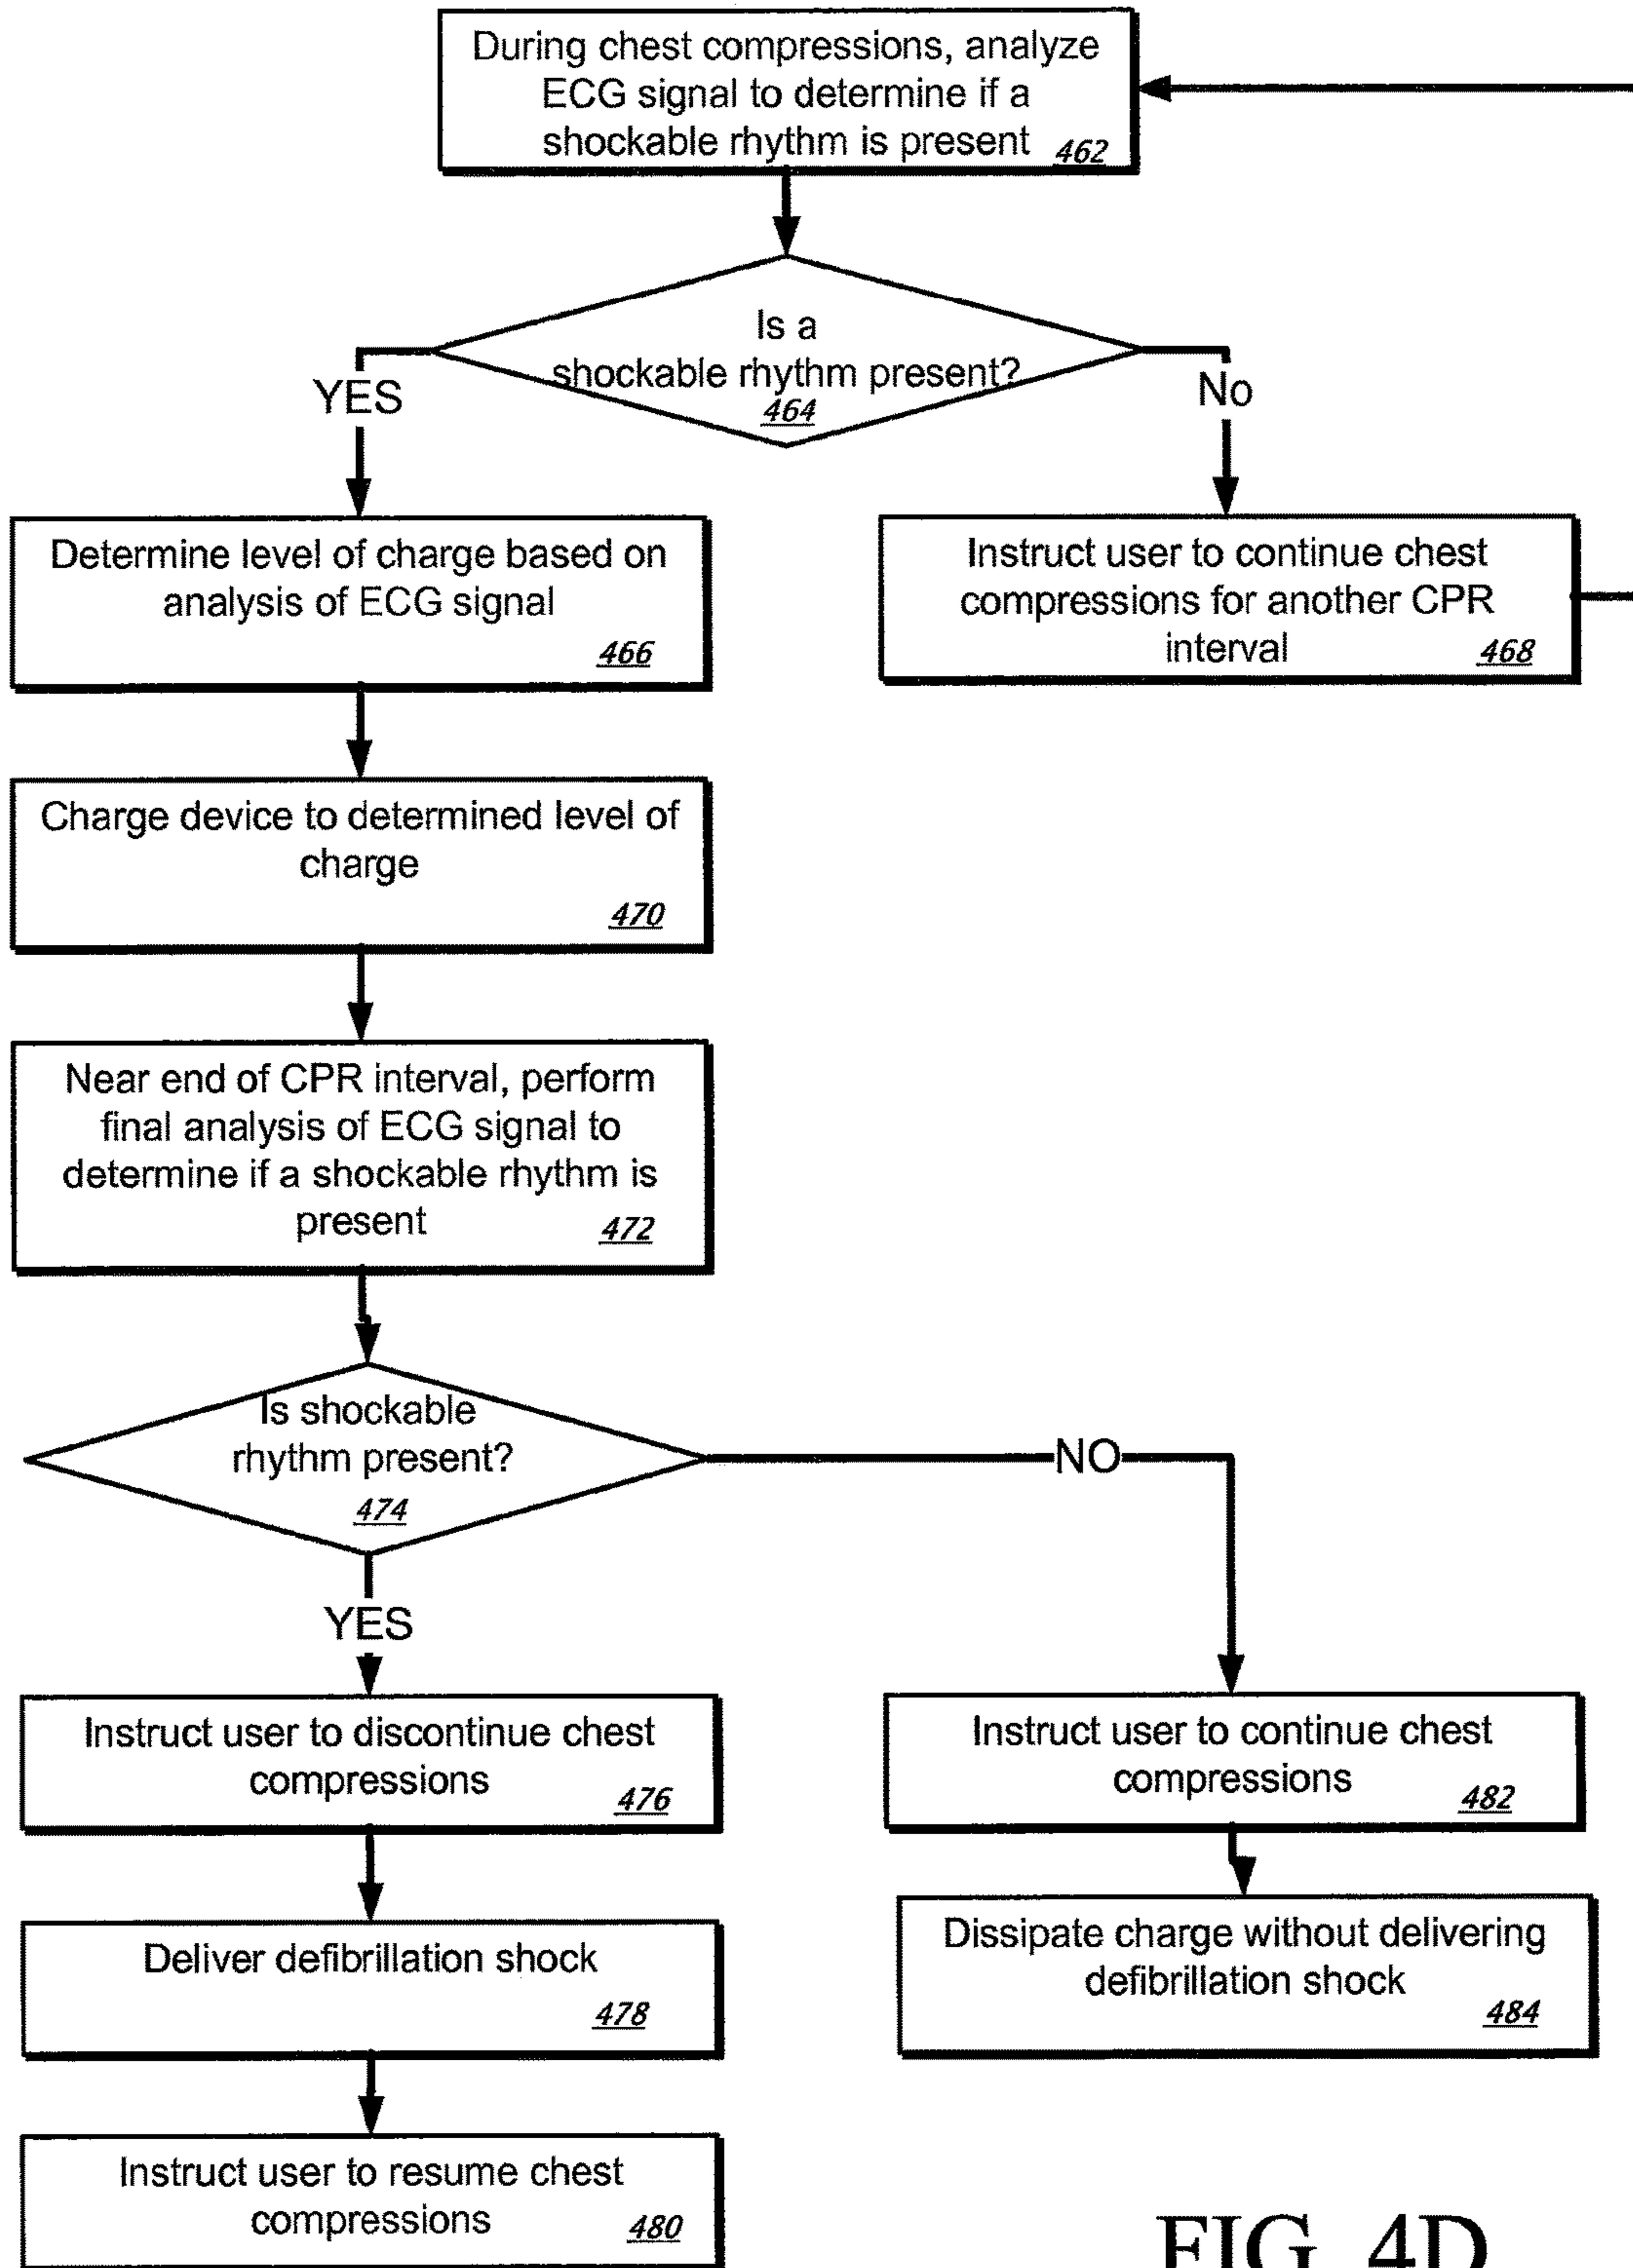 During chest compressions, analyze
ECG signal to determine if a
shockable rhythm is present 462
Is a
shockable rhythm present?
464
YES
No
Determine level of charge based on
analysis of ECG signal
466
Instruct user to continue chest
compressions for another CPR
interval 468
Charge device to determined level of
charge
470
Near end of CPR interval, perform
final analysis of ECG signal to
determine if a shockable rhythm is
present 472
Is shockable
rhythm present?
474
NO
YES
Instruct user to discontinue chest
compressions 476
Instruct user to continue chest
compressions 482
Deliver defibrillation shock
478
Dissipate charge without delivering
defibrillation shock
484
Instruct user to resume chest
compressions 480
FIG. 4D